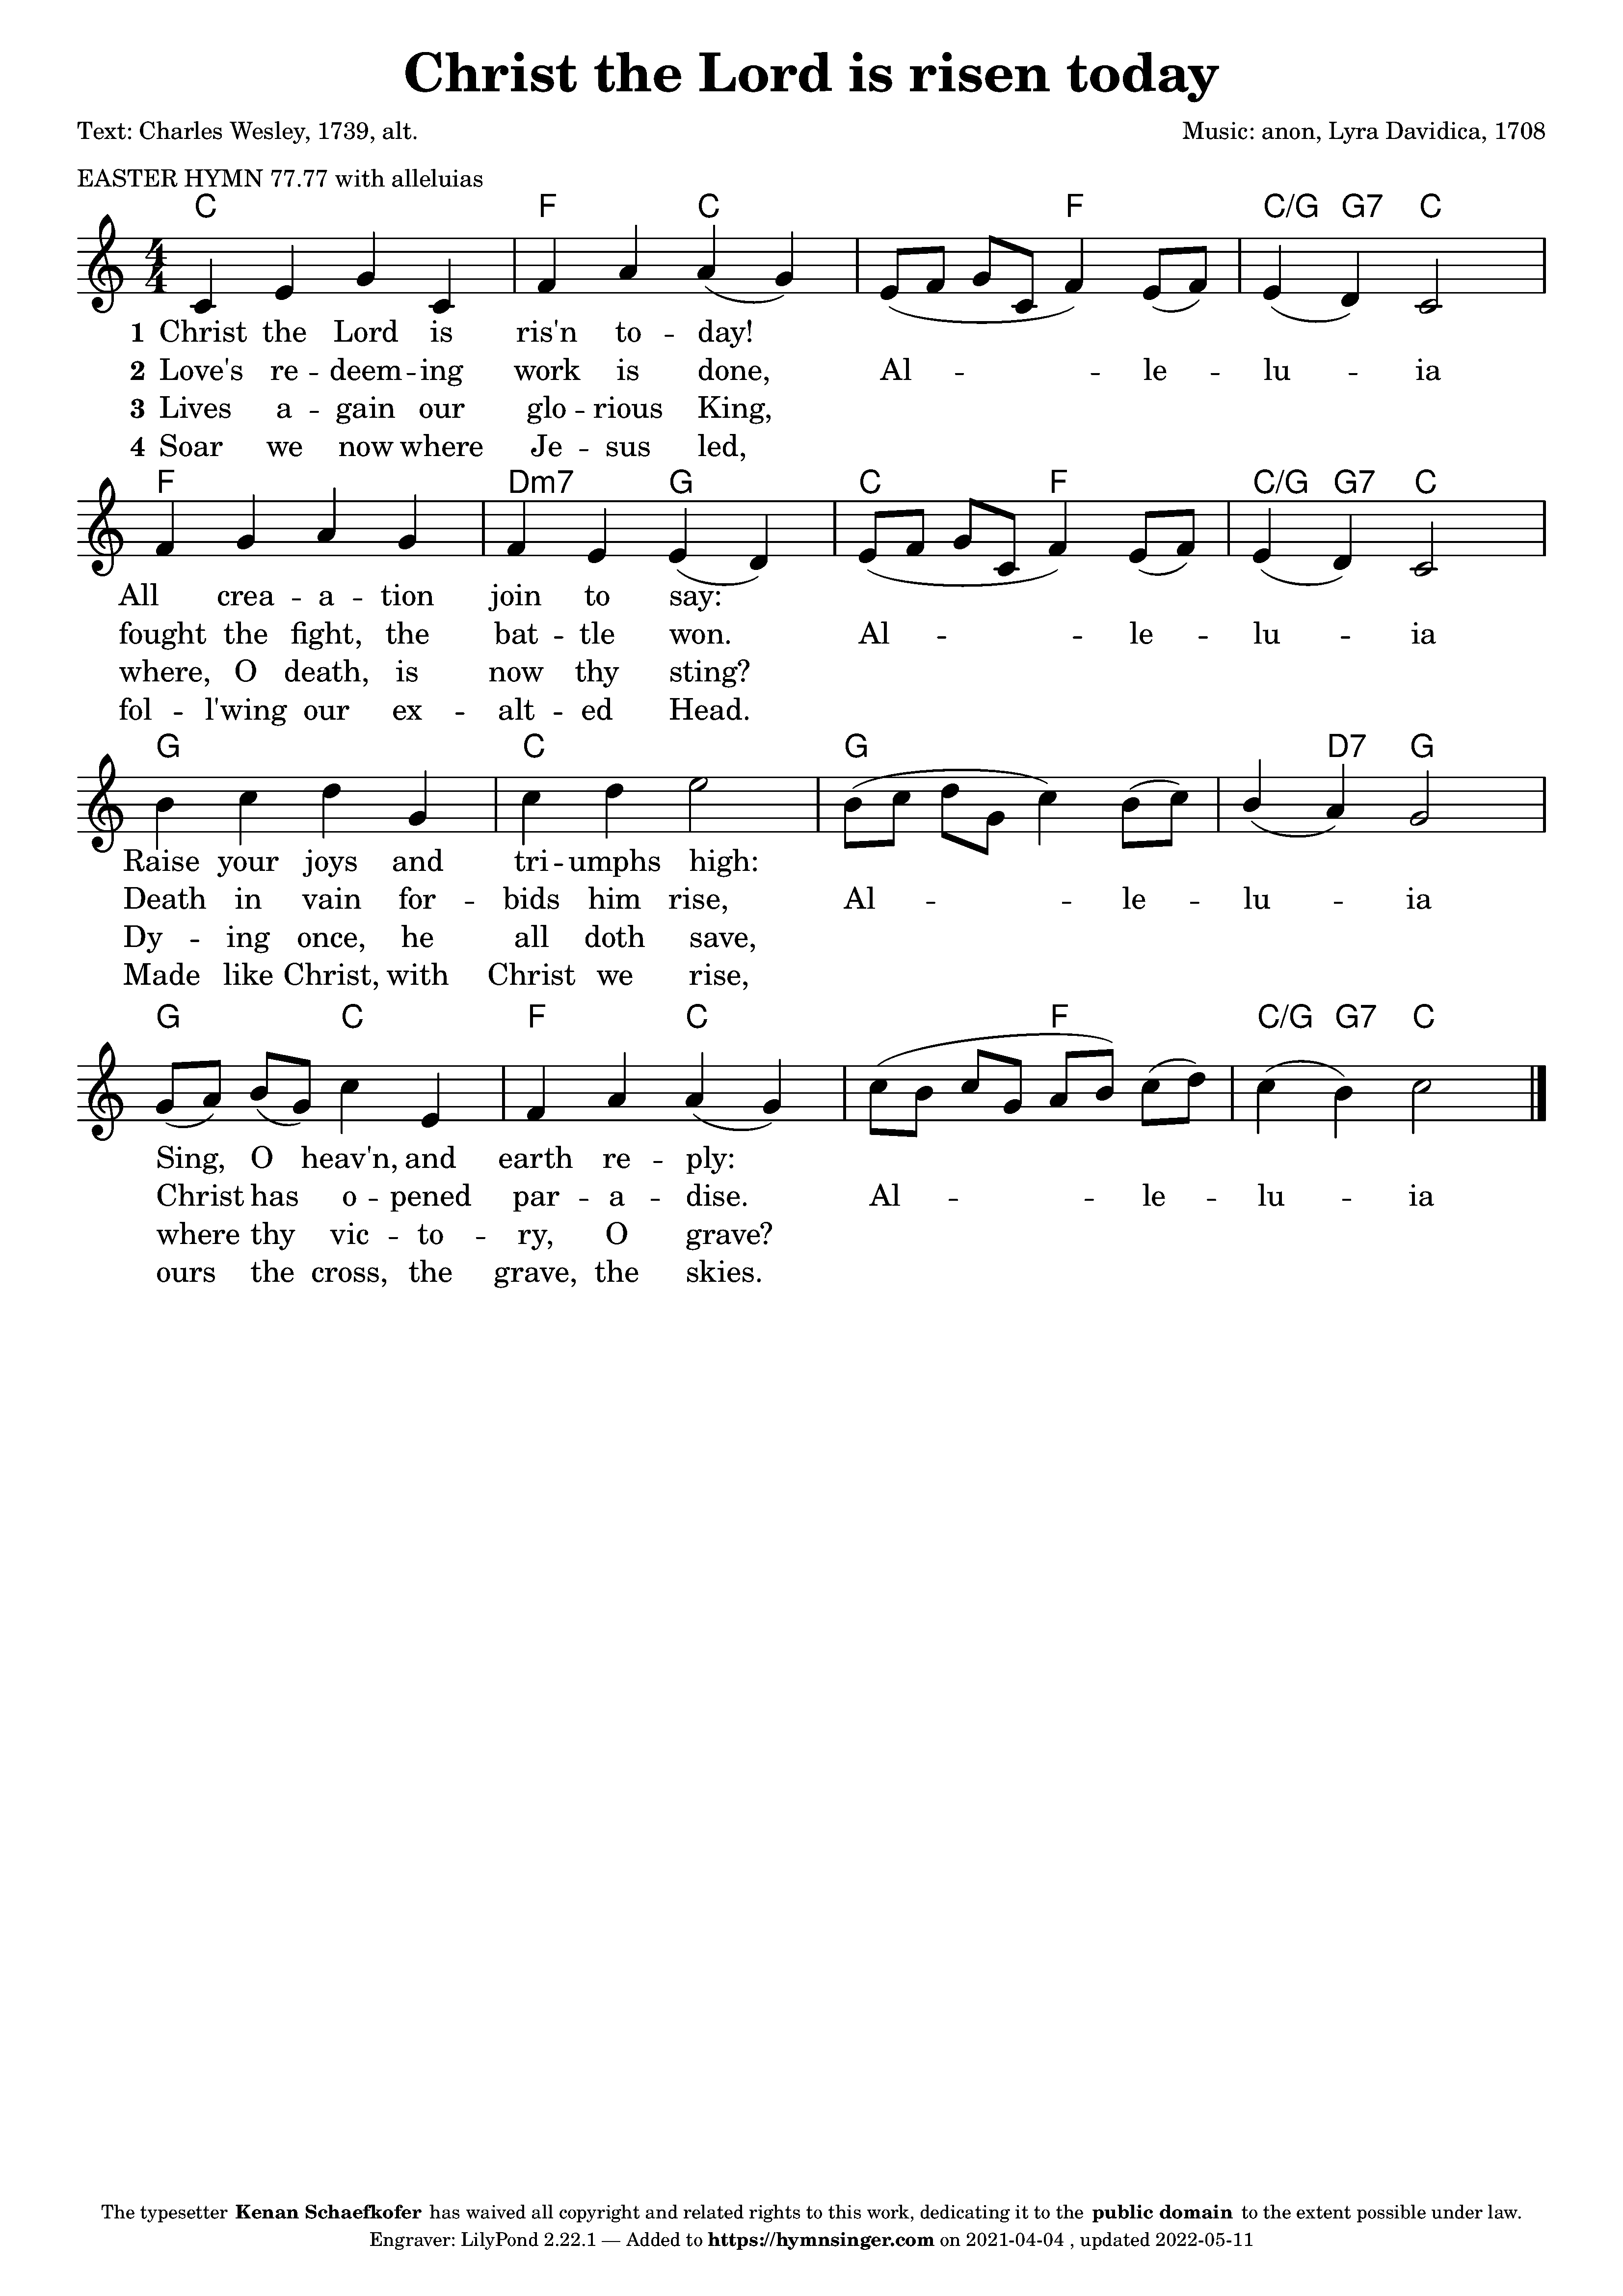 Christ the Lord is risen today
Text: Charles Wesley, 1739, alt.
Music: anon, Lyra Davidica, 1708
EASTER HYMN 77.77 with alleluias
C F C F C/G G7 C
4
4
1 Christ the Lord is ris'n to -- day!
2 Love's re -- deem -- ing work is done, Al -- -- le -- lu -- ia
3 Lives a -- gain our glo -- rious King,
4 Soar we now where Je -- sus led,
F Dm7 G C F C/G G7 C
All crea -- a -- tion join to say:
fought the fight, the bat -- tle won. Al -- -- le -- lu -- ia
where, O death, is now thy sting?
fol -- l'wing our ex -- alt -- ed Head.
G C G D7 G
Raise your joys and tri -- umphs high:
Death in vain for -- bids him rise, Al -- -- le -- lu -- ia
Dy -- ing once, he all doth save,
Made like Christ, with Christ we rise,
G C F C F C/G G7 C
Sing, O heav'n, and earth re -- ply:
Christ has o -- pened par -- a -- dise. Al -- -- le -- lu -- ia
where thy vic -- to -- ry, O grave?
ours the cross, the grave, the skies.
The typesetter Kenan Schaefkofer has waived all copyright and related rights to this work, dedicating it to the public domain to the extent possible under law.
Engraver: LilyPond 2.22.1 — Added to https://hymnsinger.com on 2021-04-04 , updated 2022-05-11